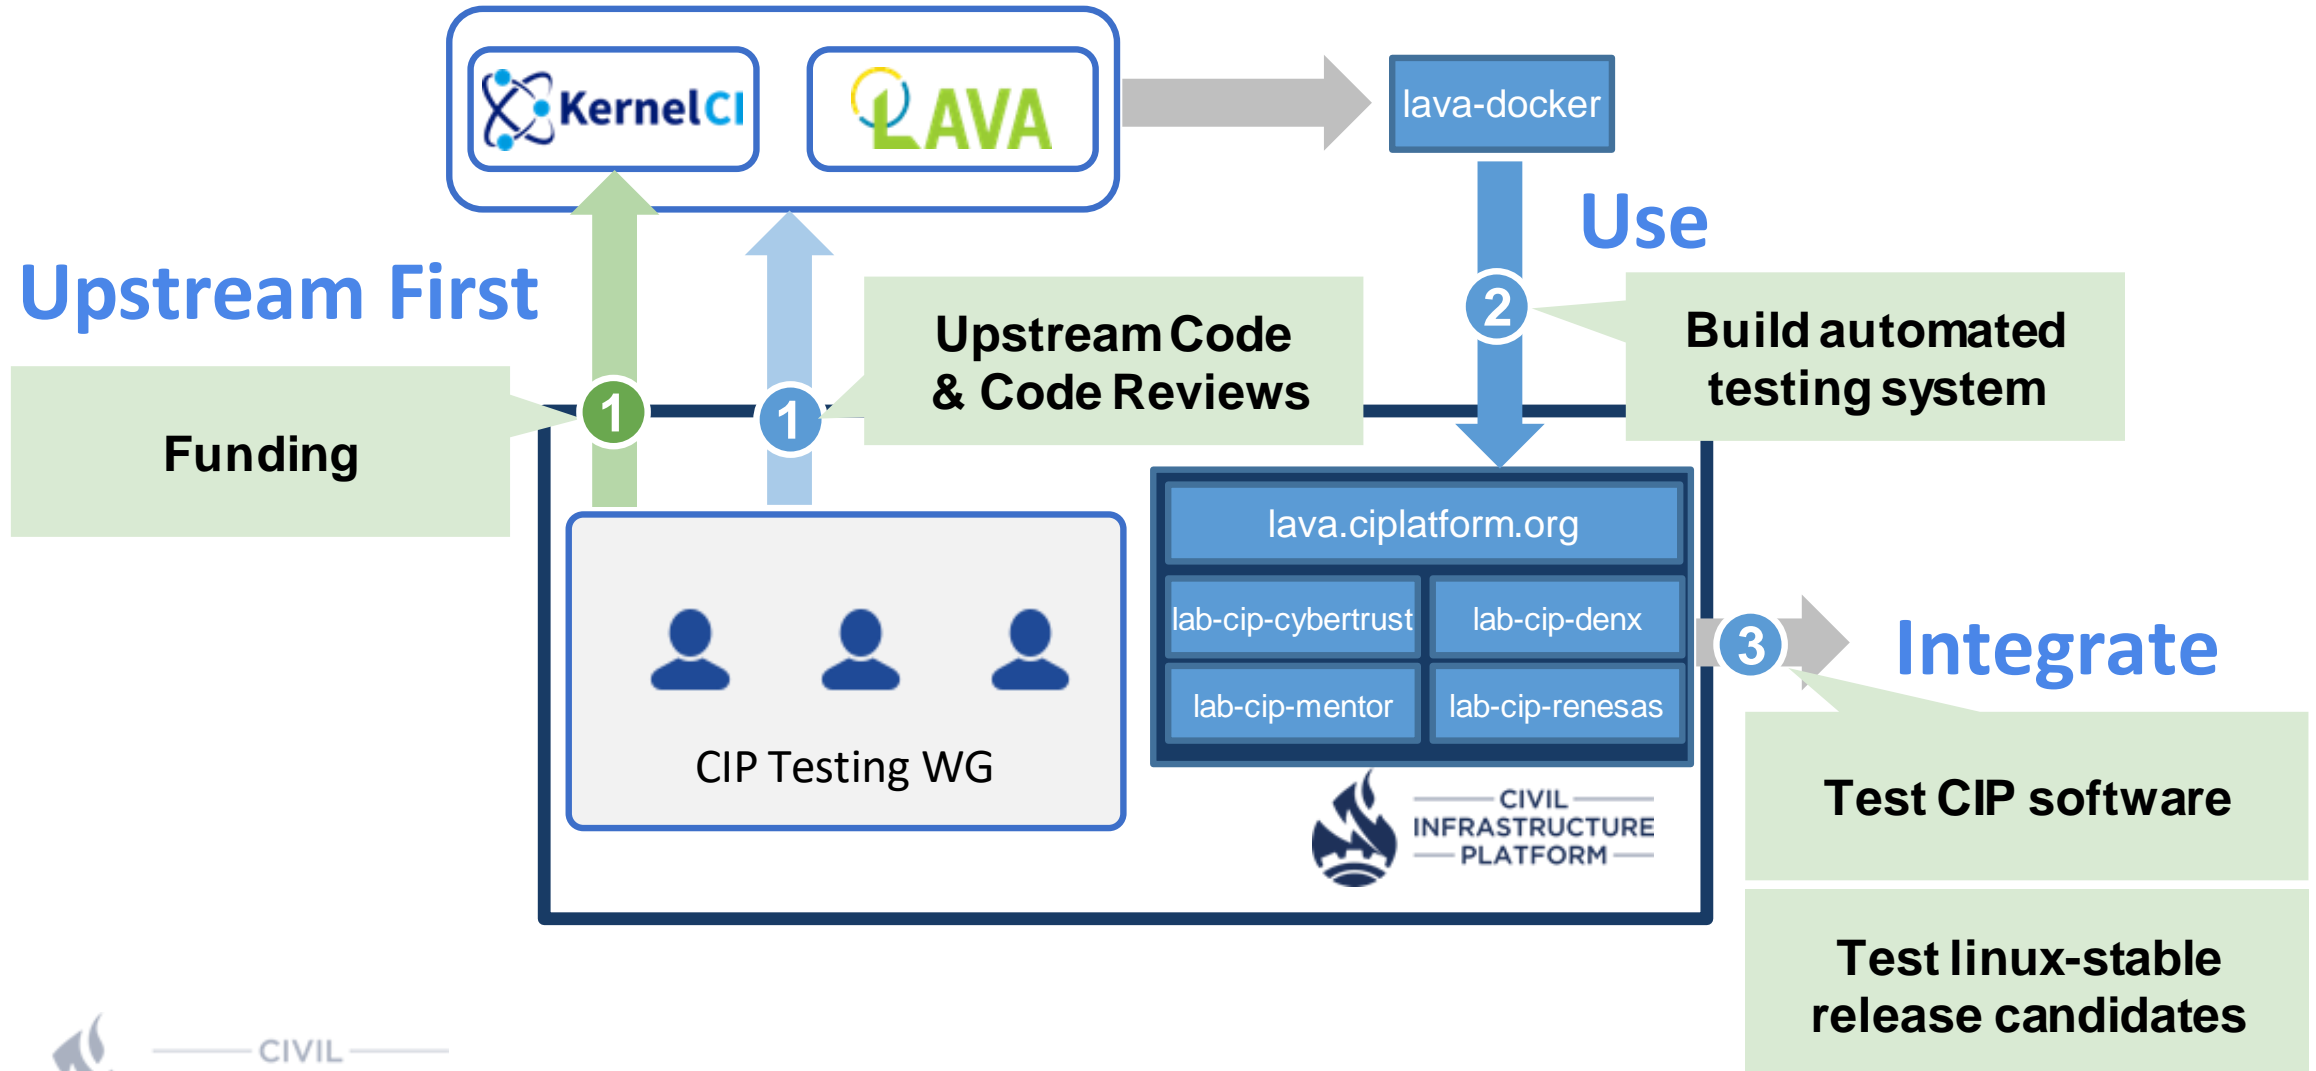 KernelCI
LAVA
lava-docker
Use
Upstream First
Upstream Code
& Code Reviews
2
Build automated
testing system
Funding
1
1
lava.ciplatform.org
lab-cip-cybertrust
lab-cip-denx
lab-cip-mentor
lab-cip-renesas
3
Integrate
CIP Testing WG
CIVIL
INFRASTRUCTURE
PLATFORM
Test CIP software
Test linux-stable
release candidates
CIVIL